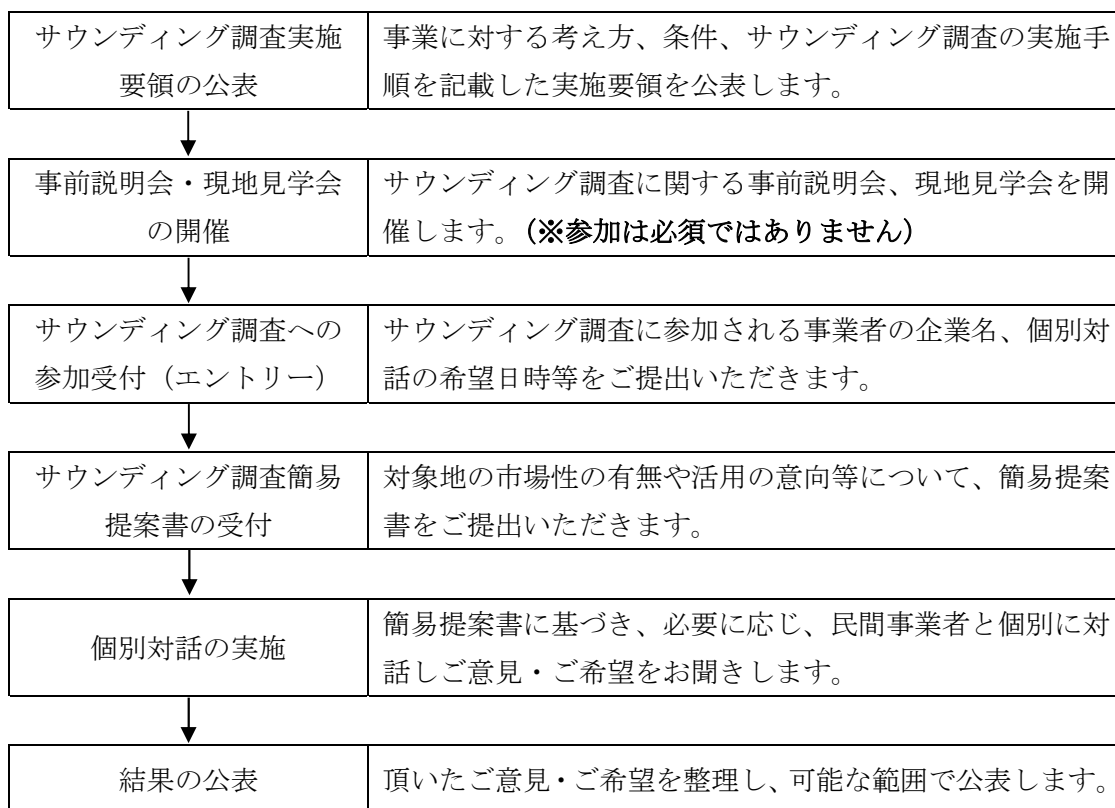 サウンディング調査実施
要領の公表
事業に対する考え方、条件、サウンディング調査の実施手
順を記載した実施要領を公表します。
事前説明会・現地見学会
の開催
サウンディング調査に関する事前説明会、現地見学会を開
催します。(※参加は必須ではありません)
サウンディング調査への
参加受付（エントリー）
サウンディング調査に参加される事業者の企業名、個別対
話の希望日時等をご提出いただきます。
サウンディング調査簡易
提案書の受付
対象地の市場性の有無や活用の意向等について、簡易提案
書をご提出いただきます。
個別対話の実施
簡易提案書に基づき、必要に応じ、民間事業者と個別に対
話しご意見・ご希望をお聞きします。
結果の公表
頂いたご意見・ご希望を整理し、可能な範囲で公表します。